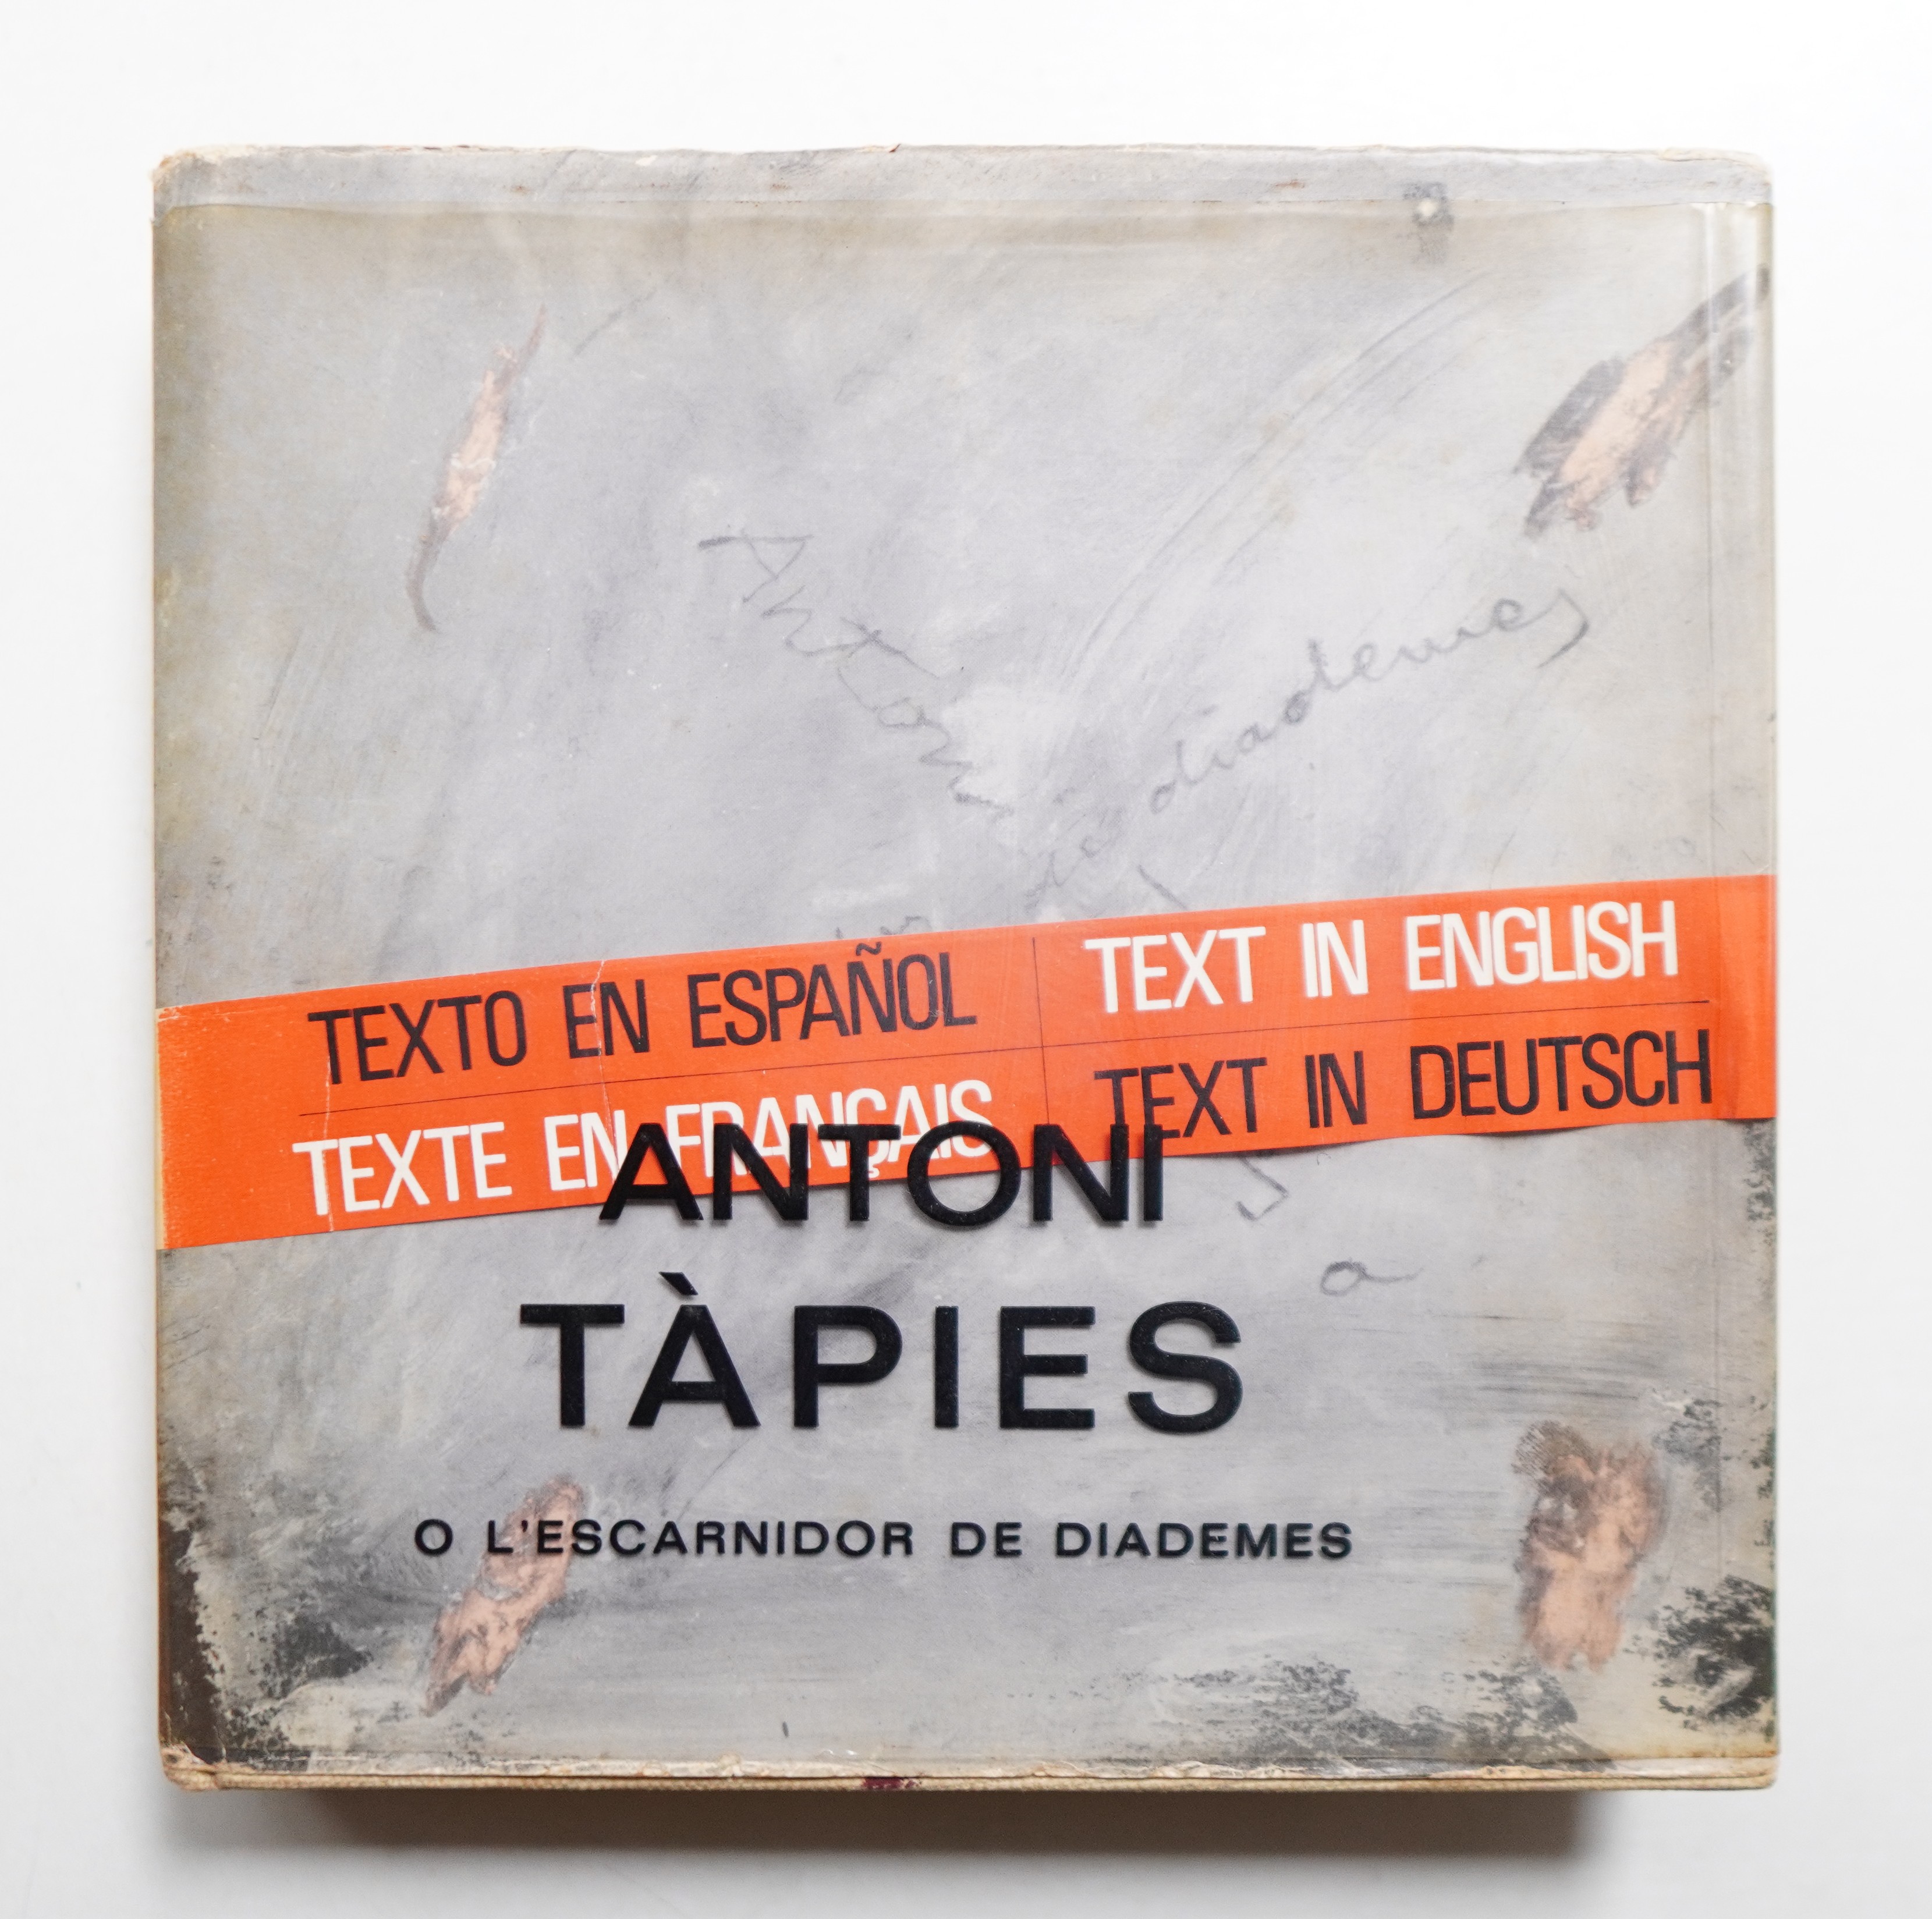 Antoni
de diademes
TEXTO EN ESPAÑOL
TEXT IN ENGLISH
TEXTE EN FRANÇAIS
TEXT IN DEUTSCH
a
ANTONI
TÀPIES
O L'ESCARNIDOR DE DIADEMES